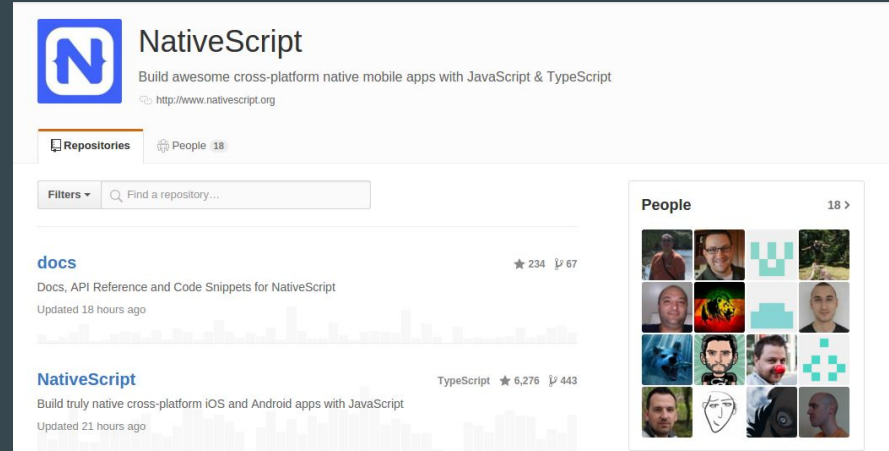 NativeScript
Build awesome cross-platform native mobile apps with JavaScript & TypeScript
http://www.nativescript.org
Repositories
People 18
Filters
Find a repository…
docs
234 67
Docs, API Reference and Code Snippets for NativeScript
Updated 18 hours ago
NativeScript
TypeScript 6,276 443
Build truly native cross-platform iOS and Android apps with JavaScript
Updated 21 hours ago
People 18